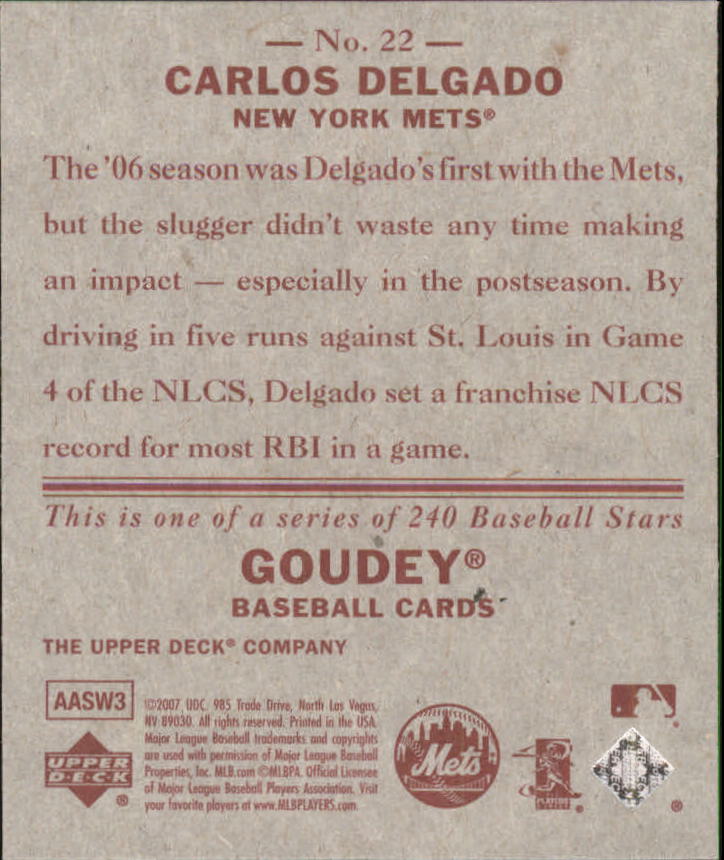 — No. 22 —
CARLOS DELGADO
NEW YORK METS®
The '06 season was Delgado's first with the Mets,
but the slugger didn't waste any time making
an impact — especially in the postseason. By
driving in five runs against St. Louis in Game
4 of the NLCS, Delgado set a franchise NLCS
record for most RBI in a game.
This is one of a series of 240 Baseball Stars
GOUDEY®
BASEBALL CARDS
THE UPPER DECK® COMPANY
AASW3
©2007 UDC. 985 Trade Drive, North Las Vegas,
NV 89030. All rights reserved. Printed in the USA.
Major League Baseball trademarks and copyrights
are used with permission of Major League Baseball
Properties, Inc. MLB.com ©MLBPA. Official Licensee
of Major League Baseball Players Association. Visit
your favorite players at www.MLBPLAYERS.com.
UPPER
D·E·C·K
®
Mets
PLAYERS
®
®